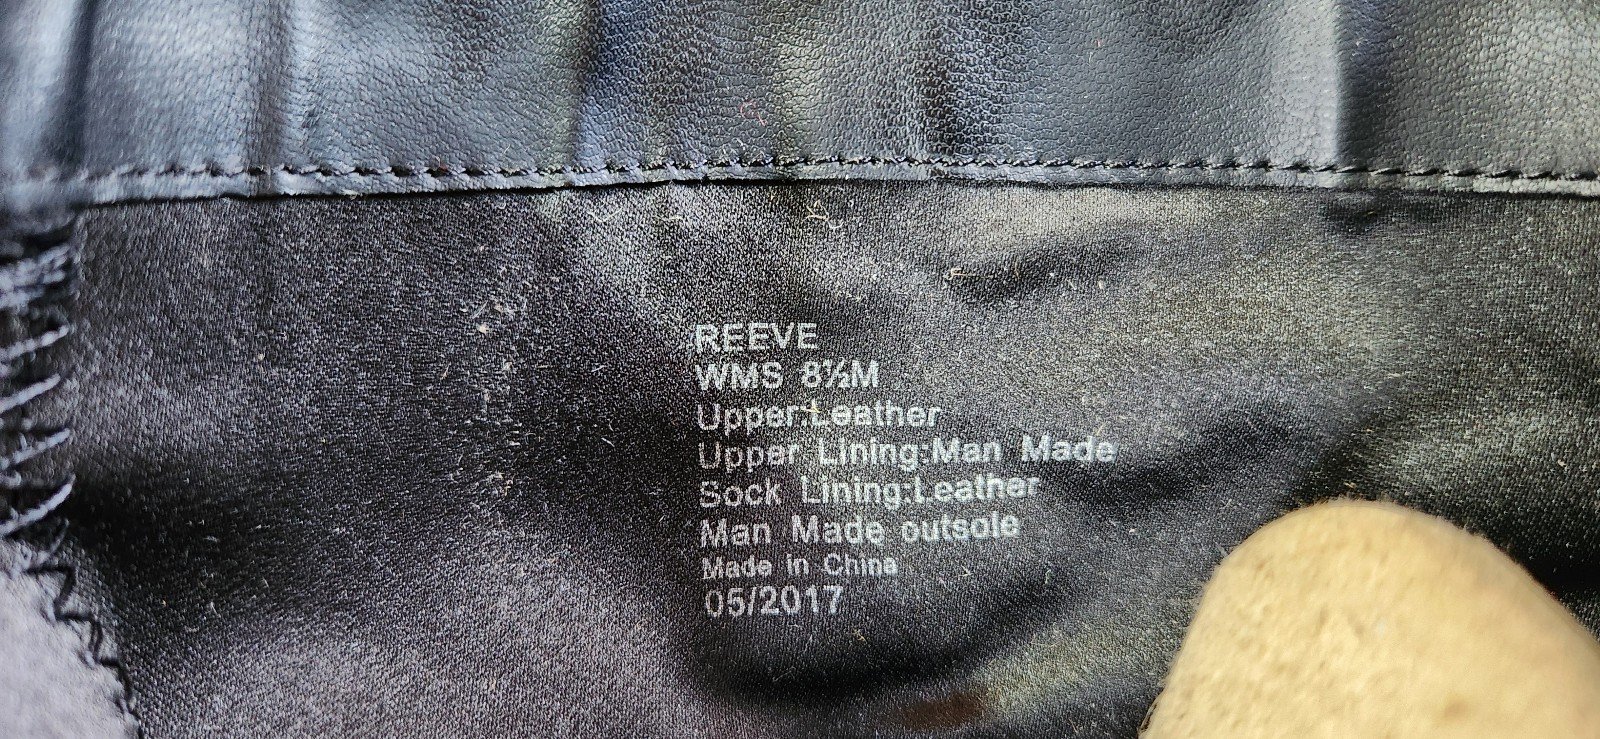 REEVE
WMS 8½M
Upper:Leather
Upper Lining:Man Made
Sock Lining:Leather
Man Made outsole
Made in China
05/2017